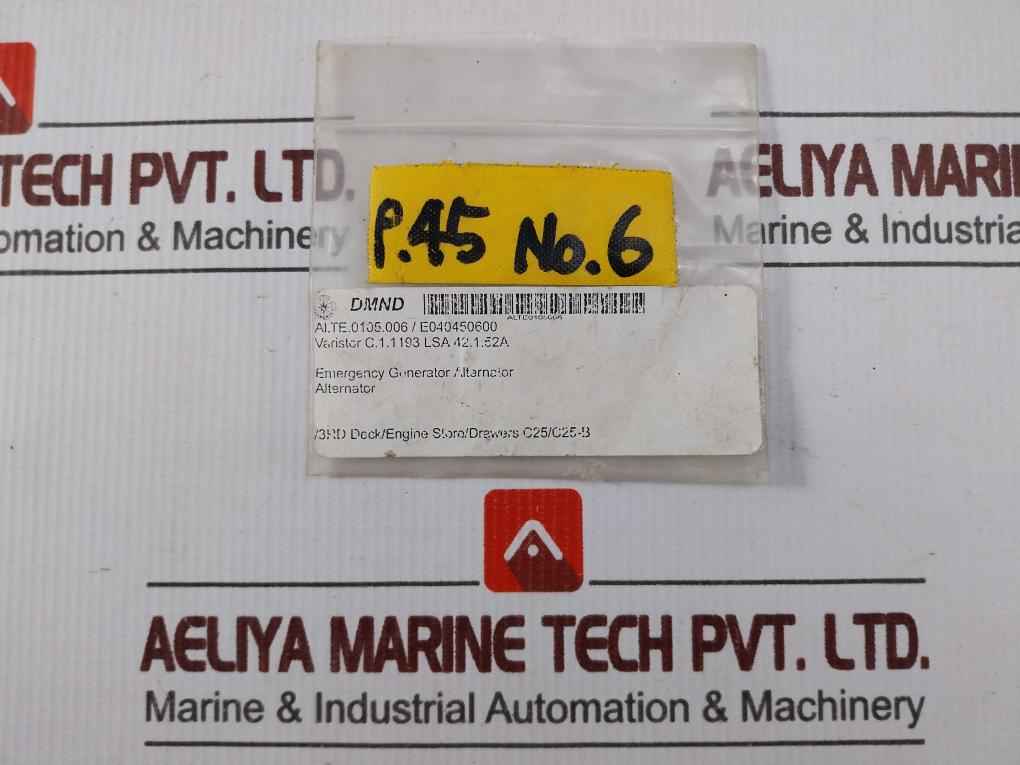 TECH PVT. LTD.
omation & Machinery
AELIYA MARIN
Marine & Industria
P.45 No.6
DMND
ALTE0105006
ALTE.0105.006 / E040450600
Varistor C.1.1193 LSA 42.1.52A
Emergency Generator Alternator
Alternator
/3RD Deck/Engine Store/Drawers C25/C25-B
AELIYA MARINE TECH PVT. LTD.
Marine & Industrial Automation & Machinery